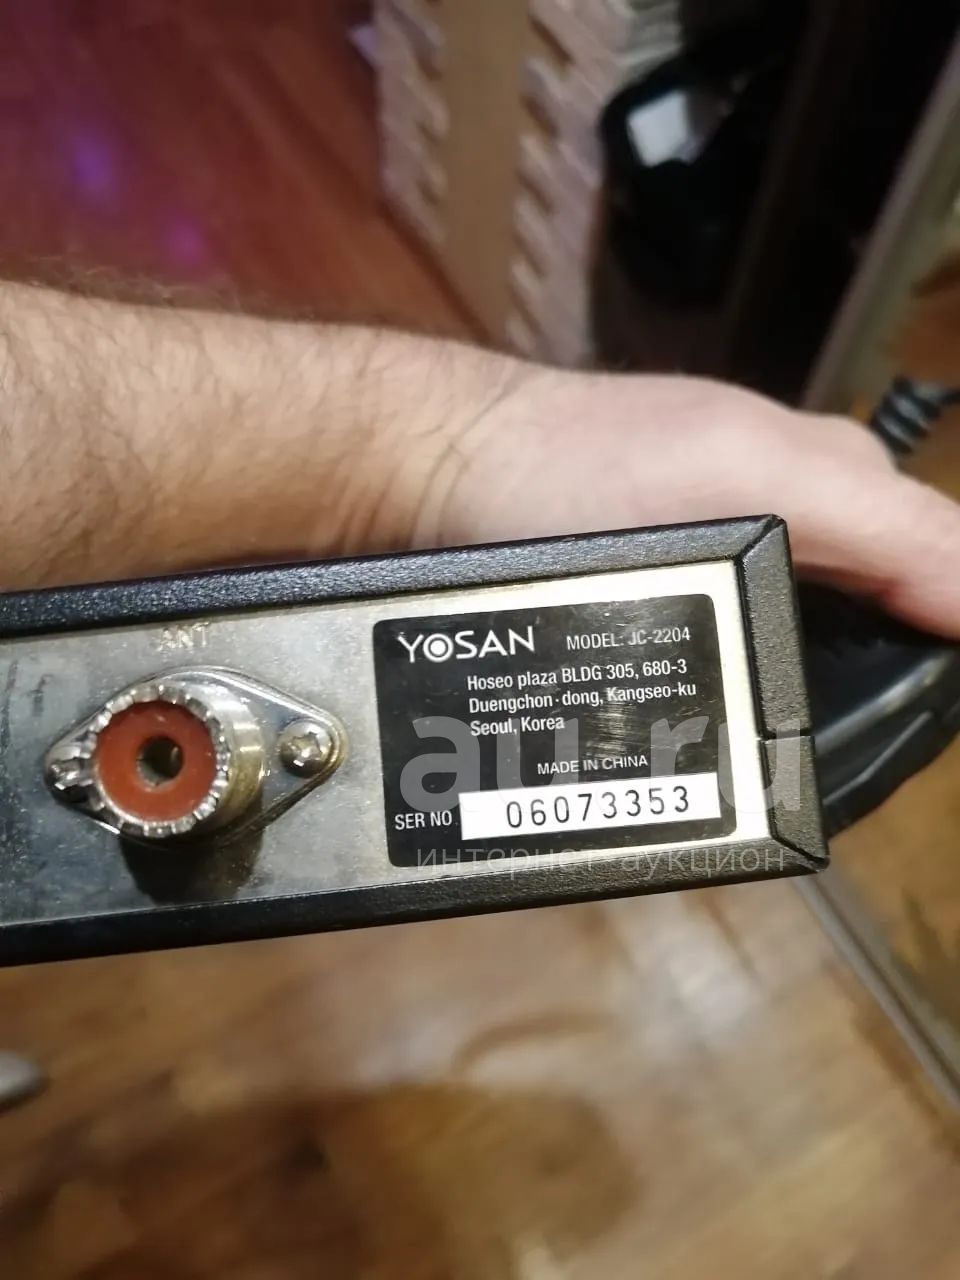 ANT
YOSAN MODEL: JC-2204
Hoseo plaza BLDG 305, 680-3
Duengchon·dong, Kangseo-ku
Seoul, Korea
MADE IN CHINA
SER NO 06073353
au.ru
интернет-аукцион